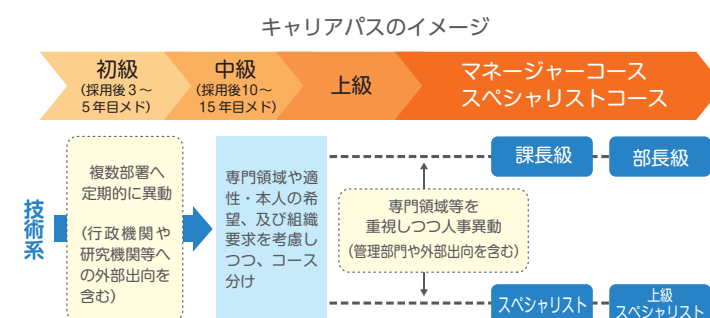 キャリアパスのイメージ
初級
(採用後3～
5年目メド)
中級
(採用後10～
15年目メド)
上級
マネージャーコース
スペシャリストコース
技術系
複数部署へ
定期的に異動
(行政機関や
研究機関等へ
の外部出向を
含む)
専門領域や適
性・本人の希
望、及び組織
要求を考慮し
つつ、コース
分け
専門領域等を
重視しつつ人事異動
(管理部門や外部出向を含む)
課長級
部長級
スペシャリスト
上級
スペシャリスト